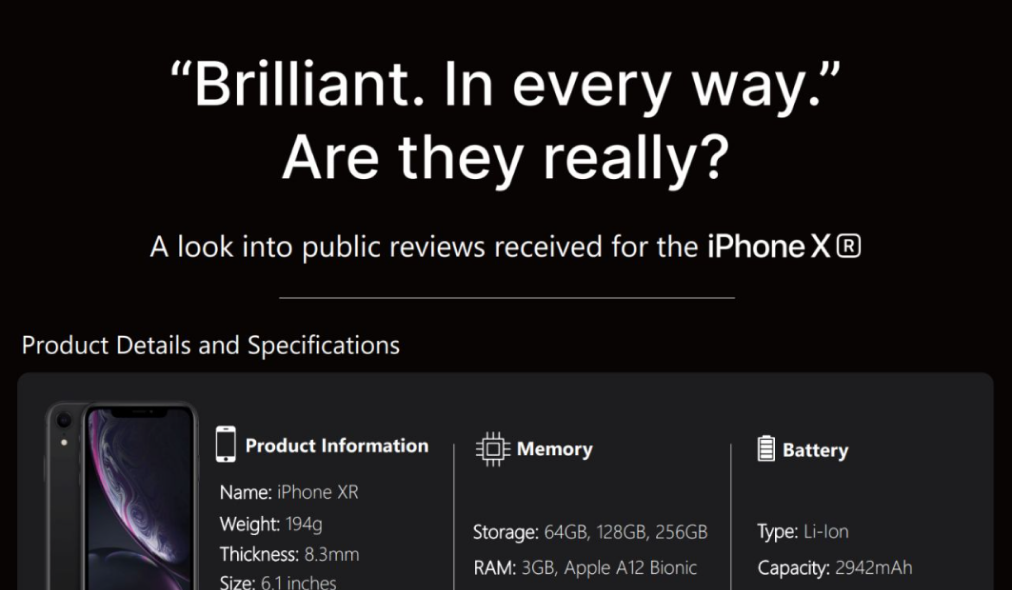 “Brilliant. In every way.”
Are they really?
A look into public reviews received for the iPhone XR
Product Details and Specifications
Product Information
Name: iPhone XR
Weight: 194g
Thickness: 8.3mm
Size: 6.1 inches
Memory
Storage: 64GB, 128GB, 256GB
RAM: 3GB, Apple A12 Bionic
Battery
Type: Li-Ion
Capacity: 2942mAh